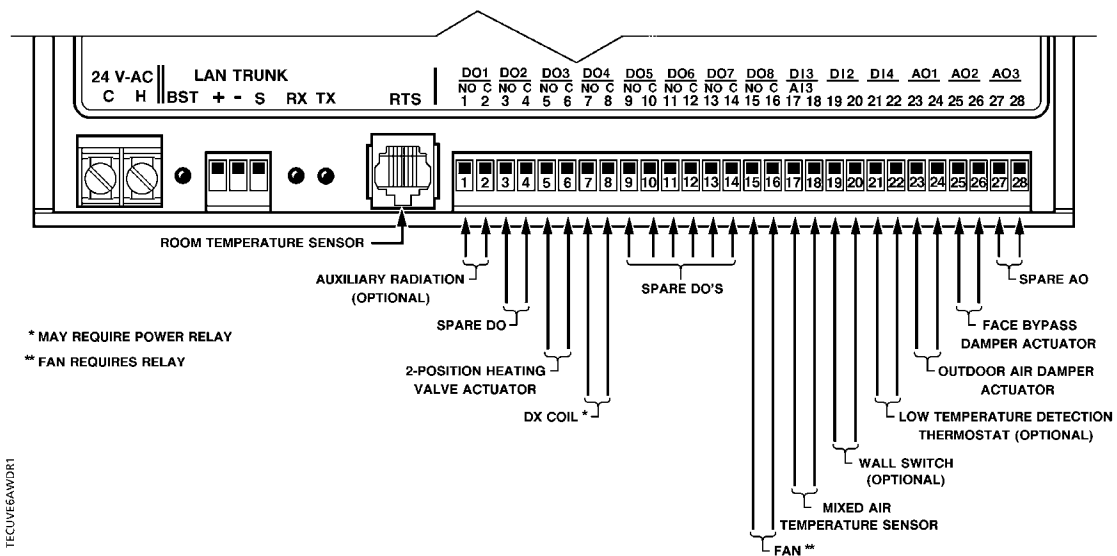 24 V-AC LAN TRUNK
C H BST + - S RX TX RTS
DO1 DO2 DO3 DO4 DO5 DO6 DO7 DO8 DI3 DI2 DI4 AO1 AO2 AO3
NO C NO C NO C NO C NO C NO C NO C NO C AI3
1 2 3 4 5 6 7 8 9 10 11 12 13 14 15 16 17 18 19 20 21 22 23 24 25 26 27 28
1 2 3 4 5 6 7 8 9 10 11 12 13 14 15 16 17 18 19 20 21 22 23 24 25 26 27 28
ROOM TEMPERATURE SENSOR
AUXILIARY RADIATION
(OPTIONAL)
SPARE DO'S
SPARE AO
SPARE DO
FACE BYPASS
DAMPER ACTUATOR
* MAY REQUIRE POWER RELAY
** FAN REQUIRES RELAY
2-POSITION HEATING
VALVE ACTUATOR
OUTDOOR AIR DAMPER
ACTUATOR
DX COIL *
LOW TEMPERATURE DETECTION
THERMOSTAT (OPTIONAL)
WALL SWITCH
(OPTIONAL)
MIXED AIR
TEMPERATURE SENSOR
FAN **
TECUVE6AWDR1